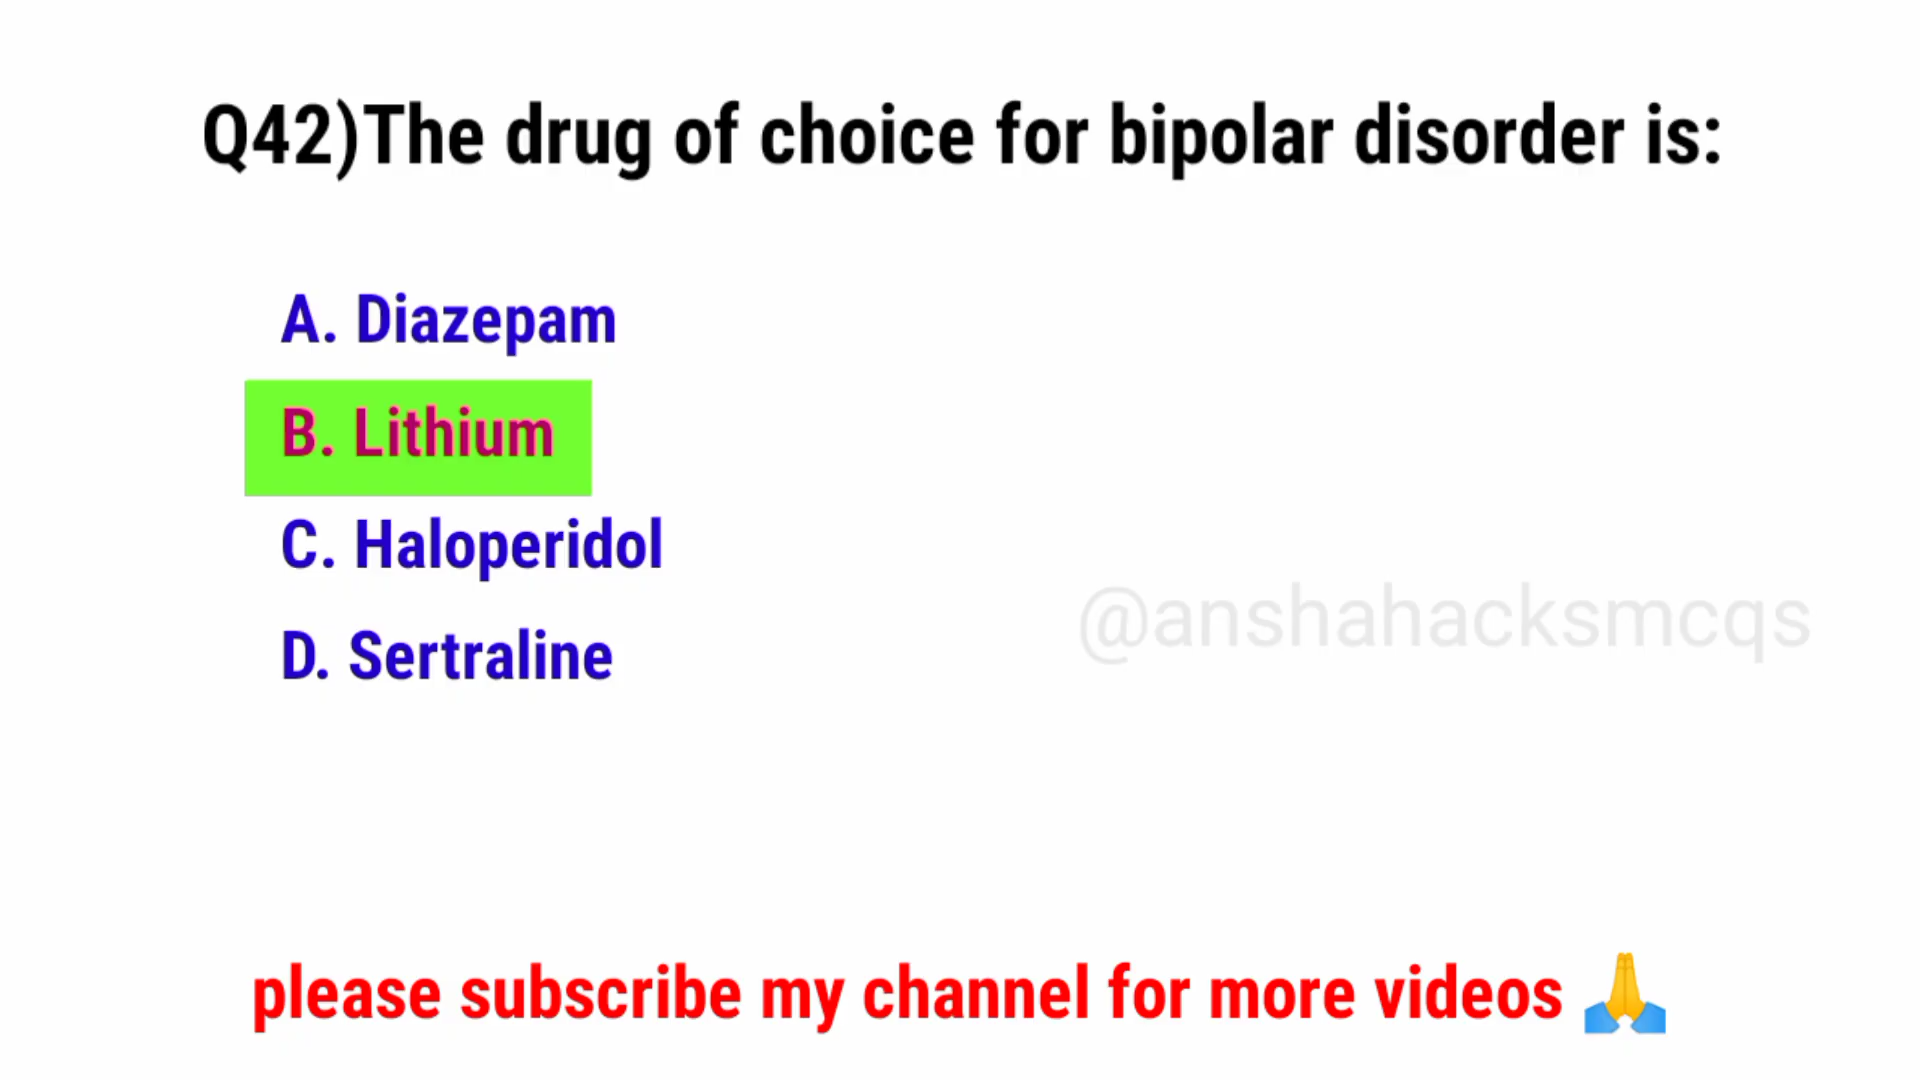 Q42)The drug of choice for bipolar disorder is:
A. Diazepam
B. Lithium
C. Haloperidol
@anshahacksmcqs
D. Sertraline
please subscribe my channel for more videos 🙏